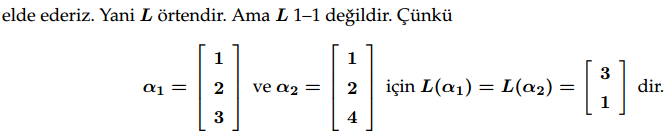 elde ederiz. Yani L örtendir. Ama L 1–1 değildir. Çünkü
α₁ = [1 2 3] ve α₂ = [1 2 4] için L(α₁) = L(α₂) = [3 1] dir.